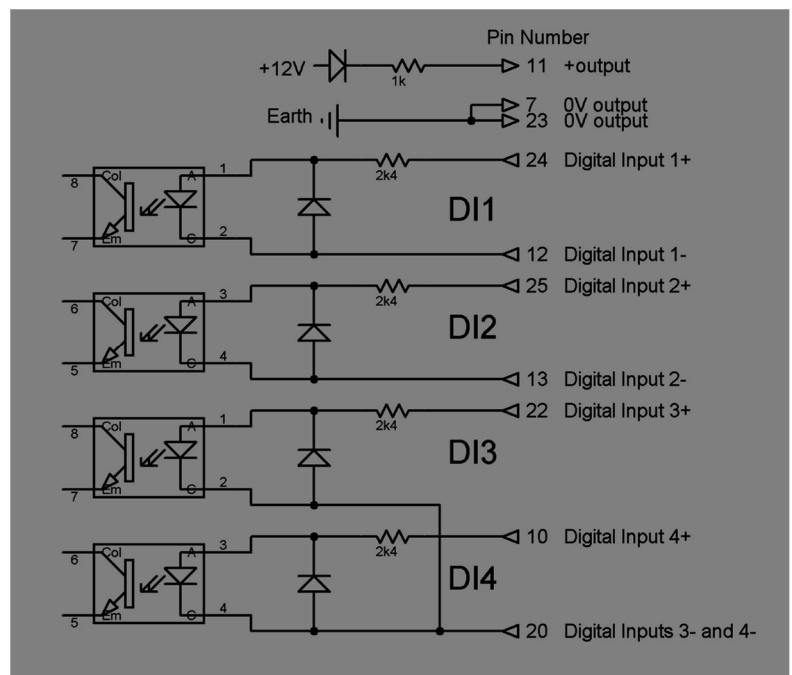 Pin Number
+12V 1k 11 +output
7 0V output
Earth 23 0V output
8 Col A 1 2k4 24 Digital Input 1+
DI1
7 Em C 2 12 Digital Input 1-
6 Col A 3 2k4 25 Digital Input 2+
DI2
5 Em C 4 13 Digital Input 2-
8 Col A 1 2k4 22 Digital Input 3+
DI3
7 Em C 2
6 Col A 3 2k4 10 Digital Input 4+
DI4
5 Em C 4 20 Digital Inputs 3- and 4-